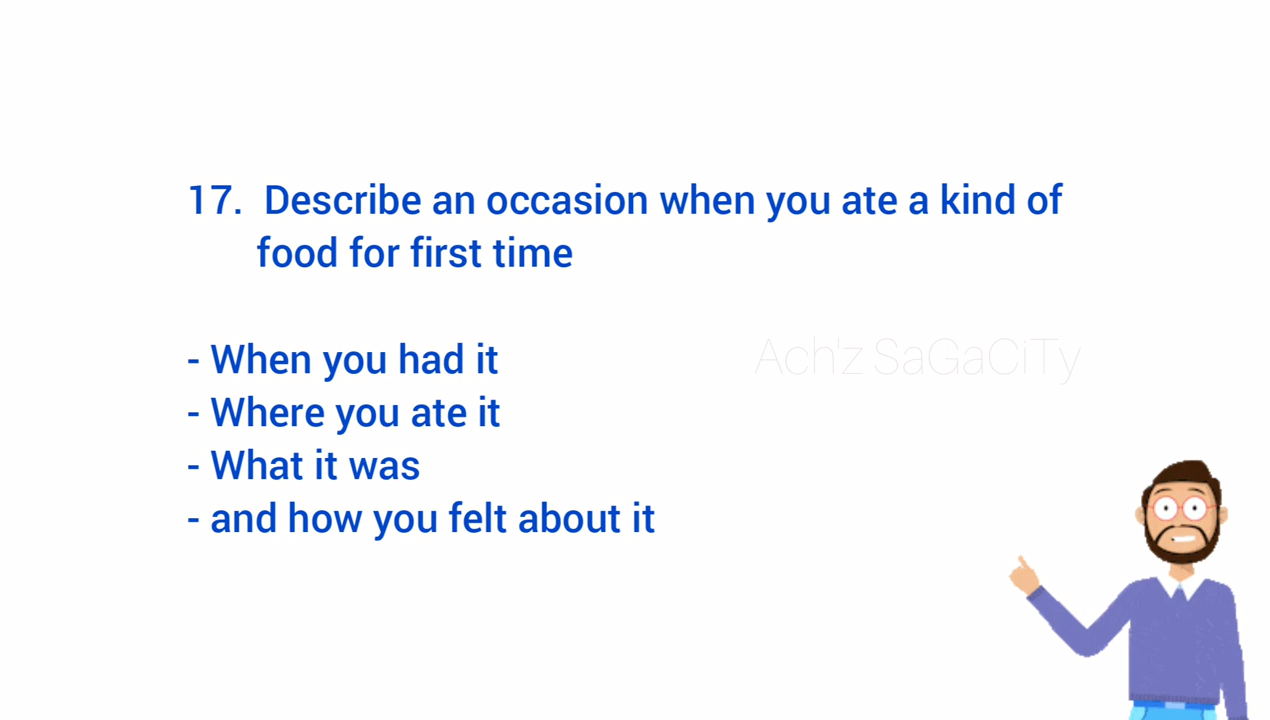 17. Describe an occasion when you ate a kind of
food for first time
- When you had it
Ach'z SaGaCiTy
- Where you ate it
- What it was
- and how you felt about it